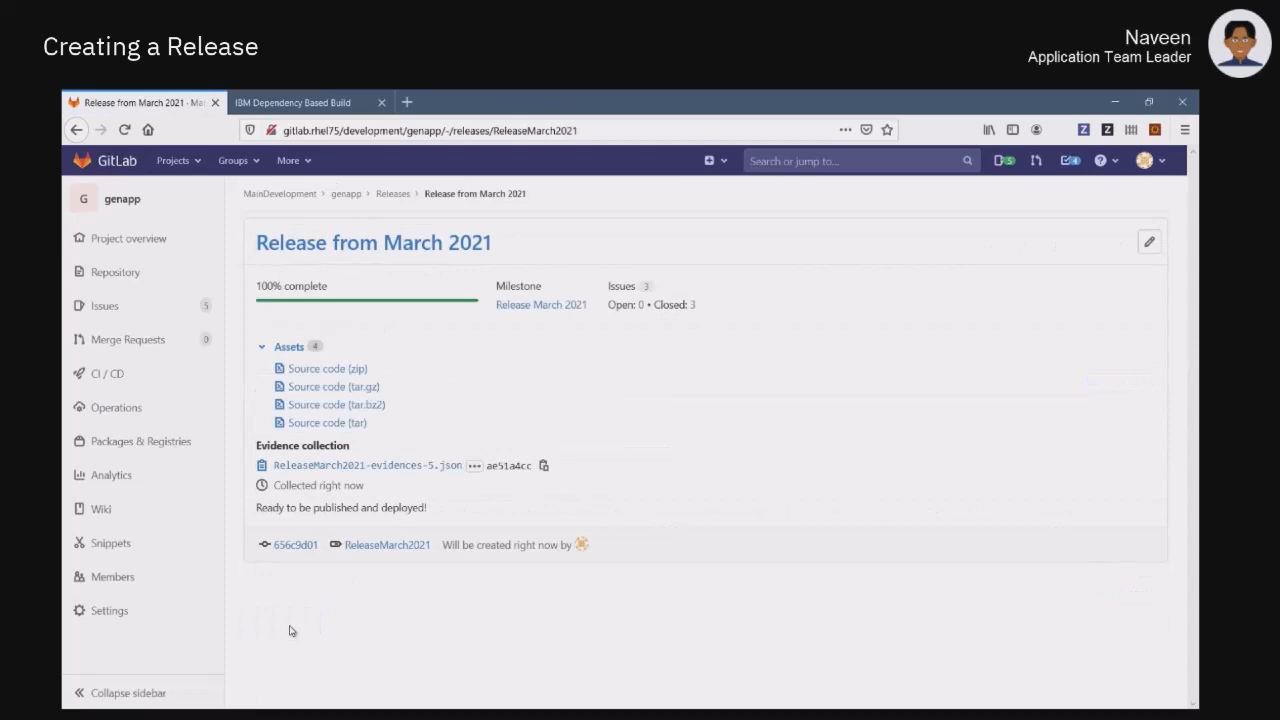 Creating a Release
Naveen
Application Team Leader
Release from March 2021 · Ma
IBM Dependency Based Build
gitlab.rhel75/development/genapp/-/releases/ReleaseMarch2021
GitLab Projects Groups More Search or jump to... 5 4
G genapp
MainDevelopment > genapp > Releases > Release from March 2021
Project overview
Repository
Issues 5
Merge Requests 0
CI / CD
Operations
Packages & Registries
Analytics
Wiki
Snippets
Members
Settings
Collapse sidebar
Release from March 2021
100% complete
Milestone
Release March 2021
Issues 3
Open: 0 • Closed: 3
Assets 4
Source code (zip)
Source code (tar.gz)
Source code (tar.bz2)
Source code (tar)
Evidence collection
ReleaseMarch2021-evidences-5.json ae51a4cc
Collected right now
Ready to be published and deployed!
656c9d01 ReleaseMarch2021 Will be created right now by